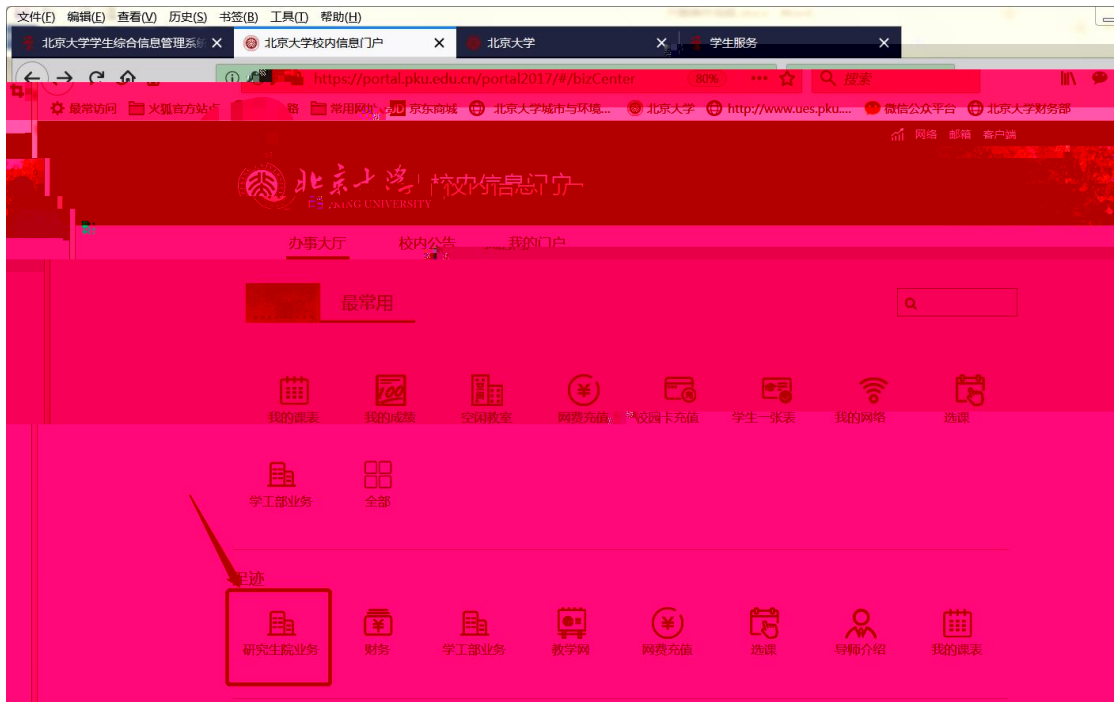 文件(F) 编辑(E) 查看(V) 历史(S) 书签(B) 工具(T) 帮助(H)
北京大学学生综合信息管理系统 北京大学校内信息门户 北京大学 学生服务
https://portal.pku.edu.cn/portal2017/#/bizCenter 80% 搜索
最常访问 火狐官方站点 常用网址 JD 京东商城 北京大学城市与环境... 北京大学 http://www.ues.pku.... 微信公众平台 北京大学财务部
网络 邮箱 客户端
北京大学 校内信息门户
PEKING UNIVERSITY
办事大厅 校内公告 我的门户
最常用
我的课表 我的成绩 空闲教室 网费充值 校园卡充值 学生一张表 我的网络 选课
学工部业务 全部
足迹
研究生院业务 财务 学工部业务 教学网 网费充值 选课 导师介绍 我的课表